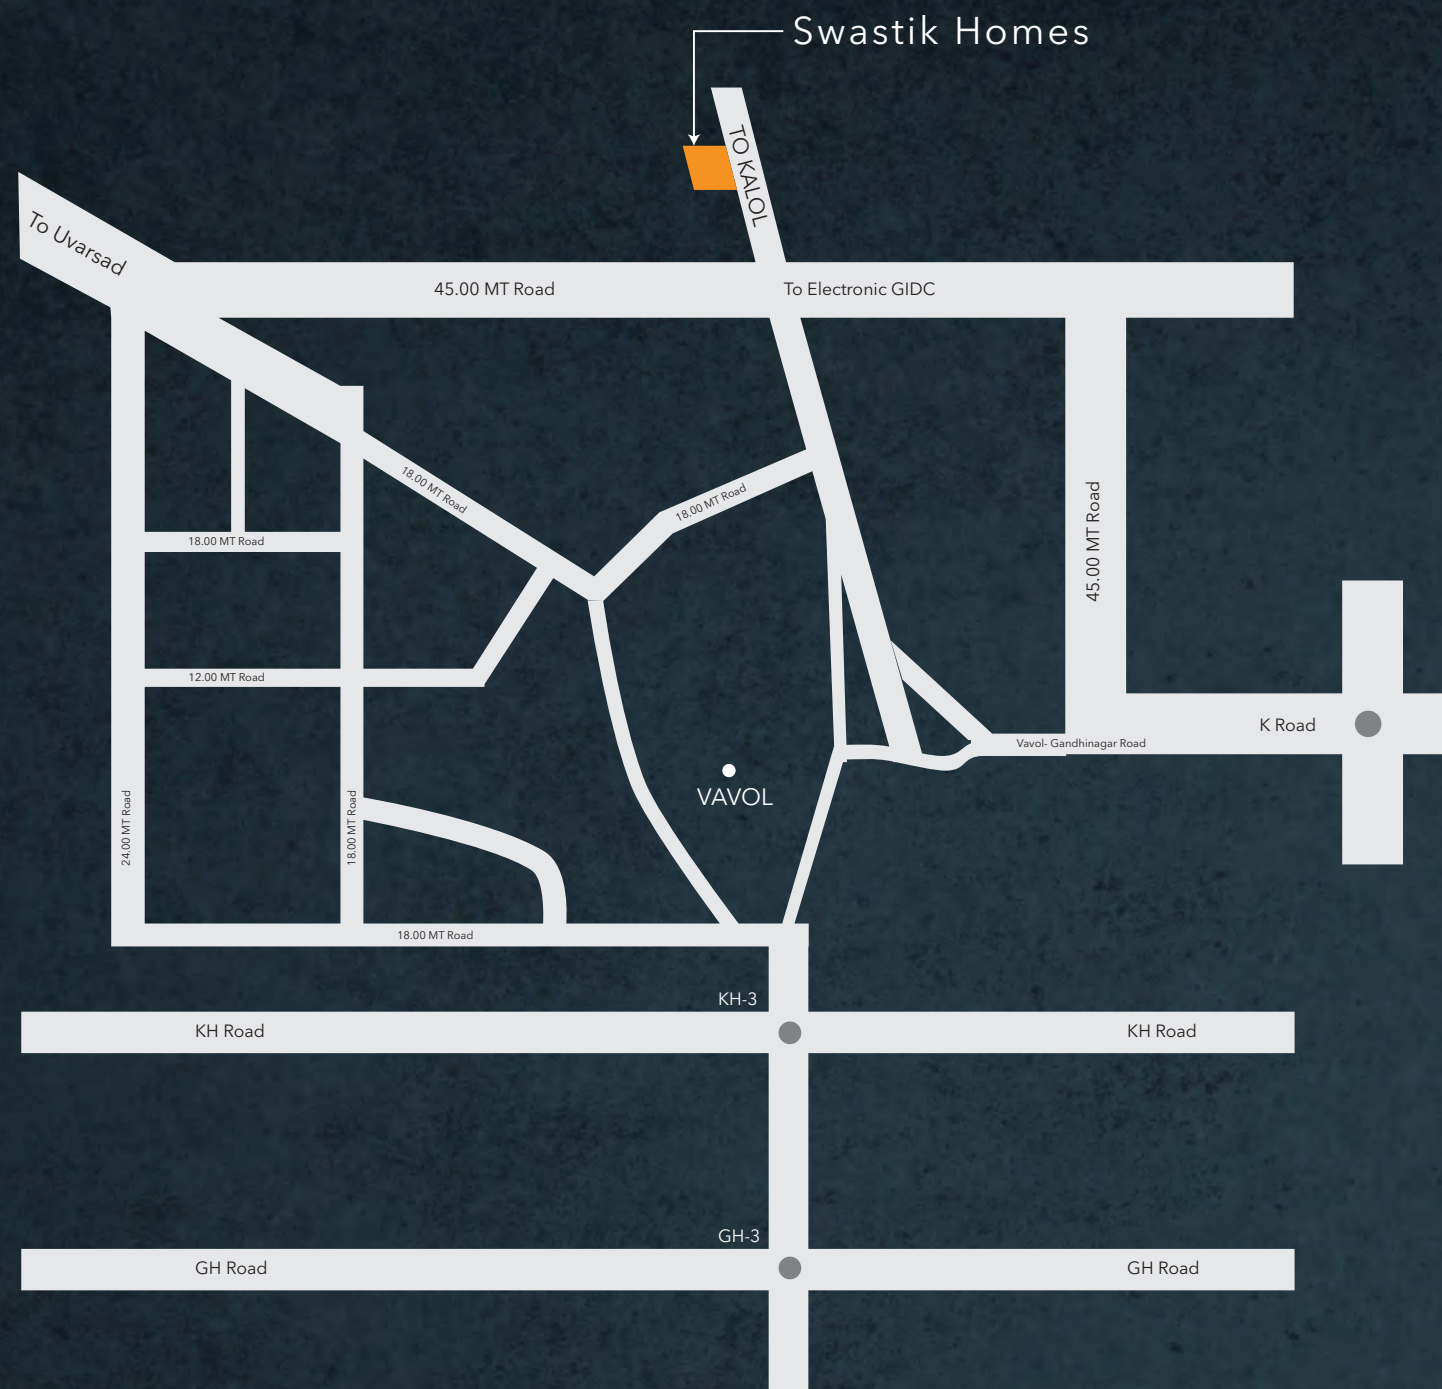 Swastik Homes
TO KALOL
To Uvarsad
45.00 MT Road
To Electronic GIDC
18.00 MT Road
18.00 MT Road
45.00 MT Road
18.00 MT Road
12.00 MT Road
K Road
Vavol- Gandhinagar Road
VAVOL
24.00 MT Road
18.00 MT Road
18.00 MT Road
KH-3
KH Road
KH Road
GH-3
GH Road
GH Road